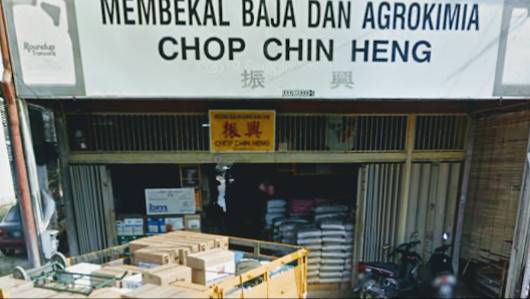 MEMBEKAL BAJA DAN AGROKIMIA
CHOP CHIN HENG
振 興
Roundup
振興
CHOP CHIN HENG